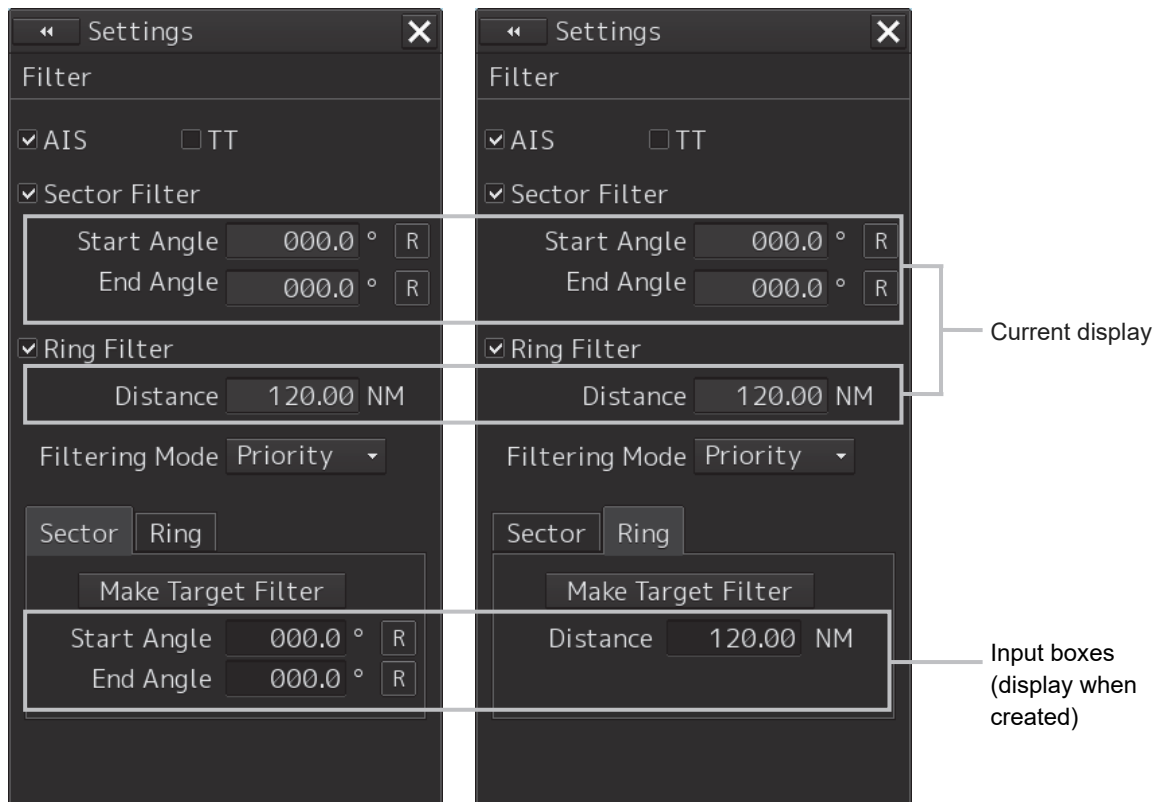 Settings
Filter
AIS TT
Sector Filter
Start Angle 000.0 ° R
End Angle 000.0 ° R
Ring Filter
Distance 120.00 NM
Filtering Mode Priority
Sector Ring
Make Target Filter
Start Angle 000.0 ° R
End Angle 000.0 ° R
Settings
Filter
AIS TT
Sector Filter
Start Angle 000.0 ° R
End Angle 000.0 ° R
Ring Filter
Distance 120.00 NM
Filtering Mode Priority
Sector Ring
Make Target Filter
Distance 120.00 NM
Current display
Input boxes
(display when
created)